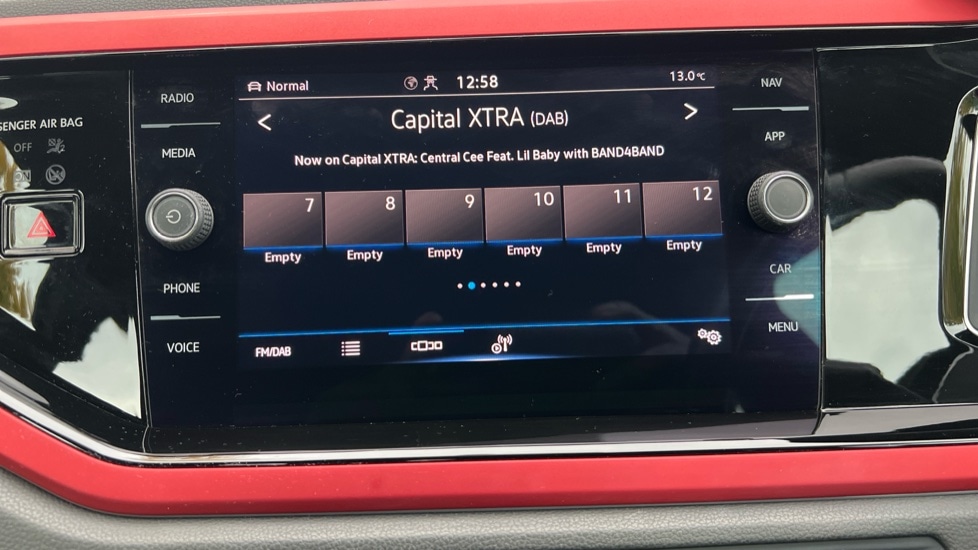 SENGER AIR BAG
OFF
ON
RADIO
MEDIA
PHONE
VOICE
Normal 12:58 13.0°C
Capital XTRA (DAB)
Now on Capital XTRA: Central Cee Feat. Lil Baby with BAND4BAND
7 8 9 10 11 12
Empty Empty Empty Empty Empty Empty
FM/DAB
NAV
APP
CAR
MENU